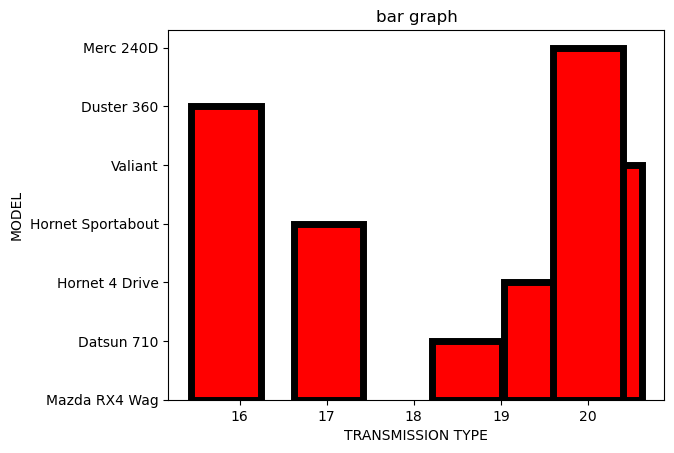 bar graph
Merc 240D
Duster 360
Valiant
Hornet Sportabout
Hornet 4 Drive
Datsun 710
Mazda RX4 Wag
MODEL
16 17 18 19 20
TRANSMISSION TYPE